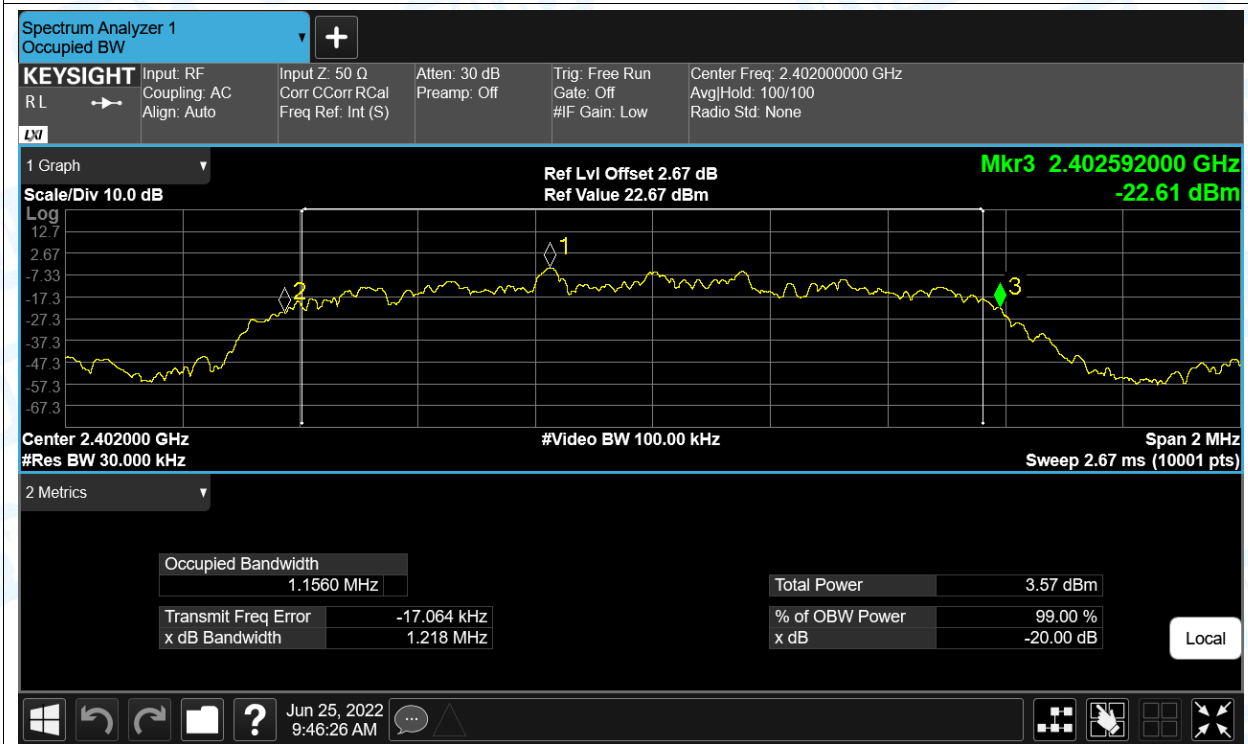 Spectrum Analyzer 1
Occupied BW
KEYSIGHT
R L
LXI
Input: RF
Coupling: AC
Align: Auto
Input Z: 50 Ω
Corr CCorr RCal
Freq Ref: Int (S)
Atten: 30 dB
Preamp: Off
Trig: Free Run
Gate: Off
#IF Gain: Low
Center Freq: 2.402000000 GHz
Avg|Hold: 100/100
Radio Std: None
1 Graph
Scale/Div 10.0 dB
Ref Lvl Offset 2.67 dB
Ref Value 22.67 dBm
Mkr3 2.402592000 GHz
-22.61 dBm
Log
12.7
2.67
-7.33
-17.3
-27.3
-37.3
-47.3
-57.3
-67.3
1
2
3
Center 2.402000 GHz
#Res BW 30.000 kHz
#Video BW 100.00 kHz
Span 2 MHz
Sweep 2.67 ms (10001 pts)
2 Metrics
Occupied Bandwidth
1.1560 MHz
Transmit Freq Error -17.064 kHz
x dB Bandwidth 1.218 MHz
Total Power 3.57 dBm
% of OBW Power 99.00 %
x dB -20.00 dB
Local
?
Jun 25, 2022
9:46:26 AM